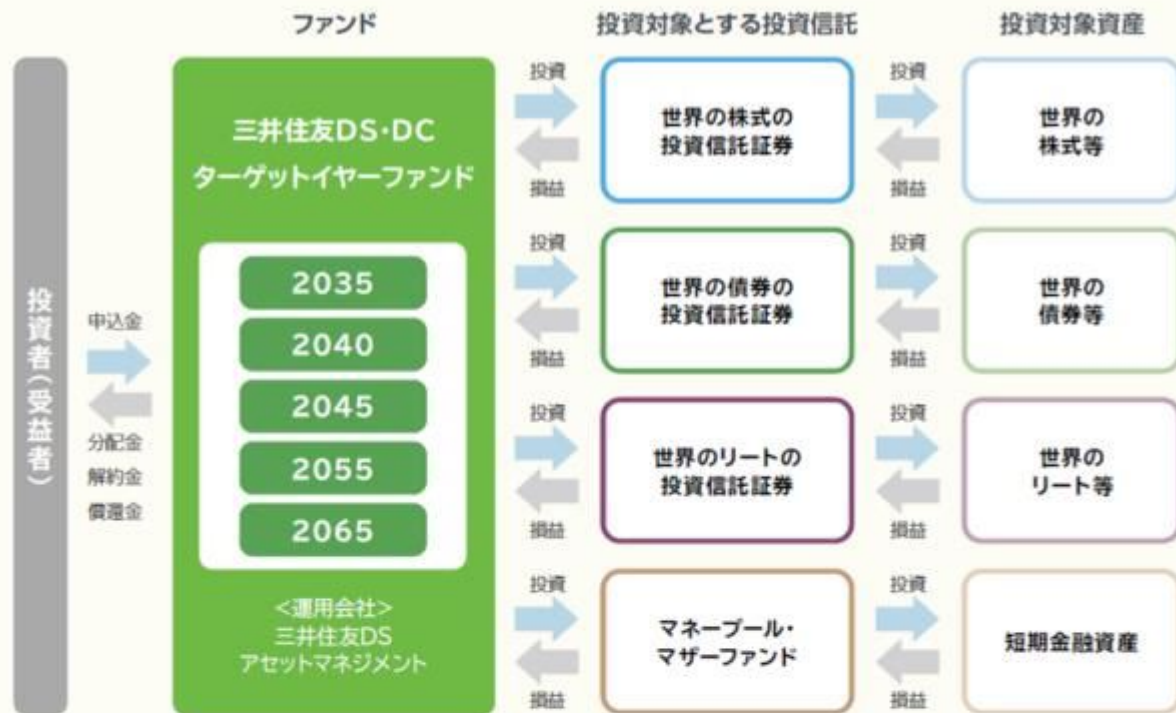 ファンド
投資対象とする投資信託
投資対象資産
投資者(受益者)
申込金
分配金
解約金
償還金
三井住友DS・DC
ターゲットイヤーファンド
2035
2040
2045
2055
2065
<運用会社>
三井住友DS
アセットマネジメント
投資
損益
世界の株式の
投資信託証券
投資
損益
世界の
株式等
投資
損益
世界の債券の
投資信託証券
投資
損益
世界の
債券等
投資
損益
世界のリートの
投資信託証券
投資
損益
世界の
リート等
投資
損益
マネープール・
マザーファンド
投資
損益
短期金融資産